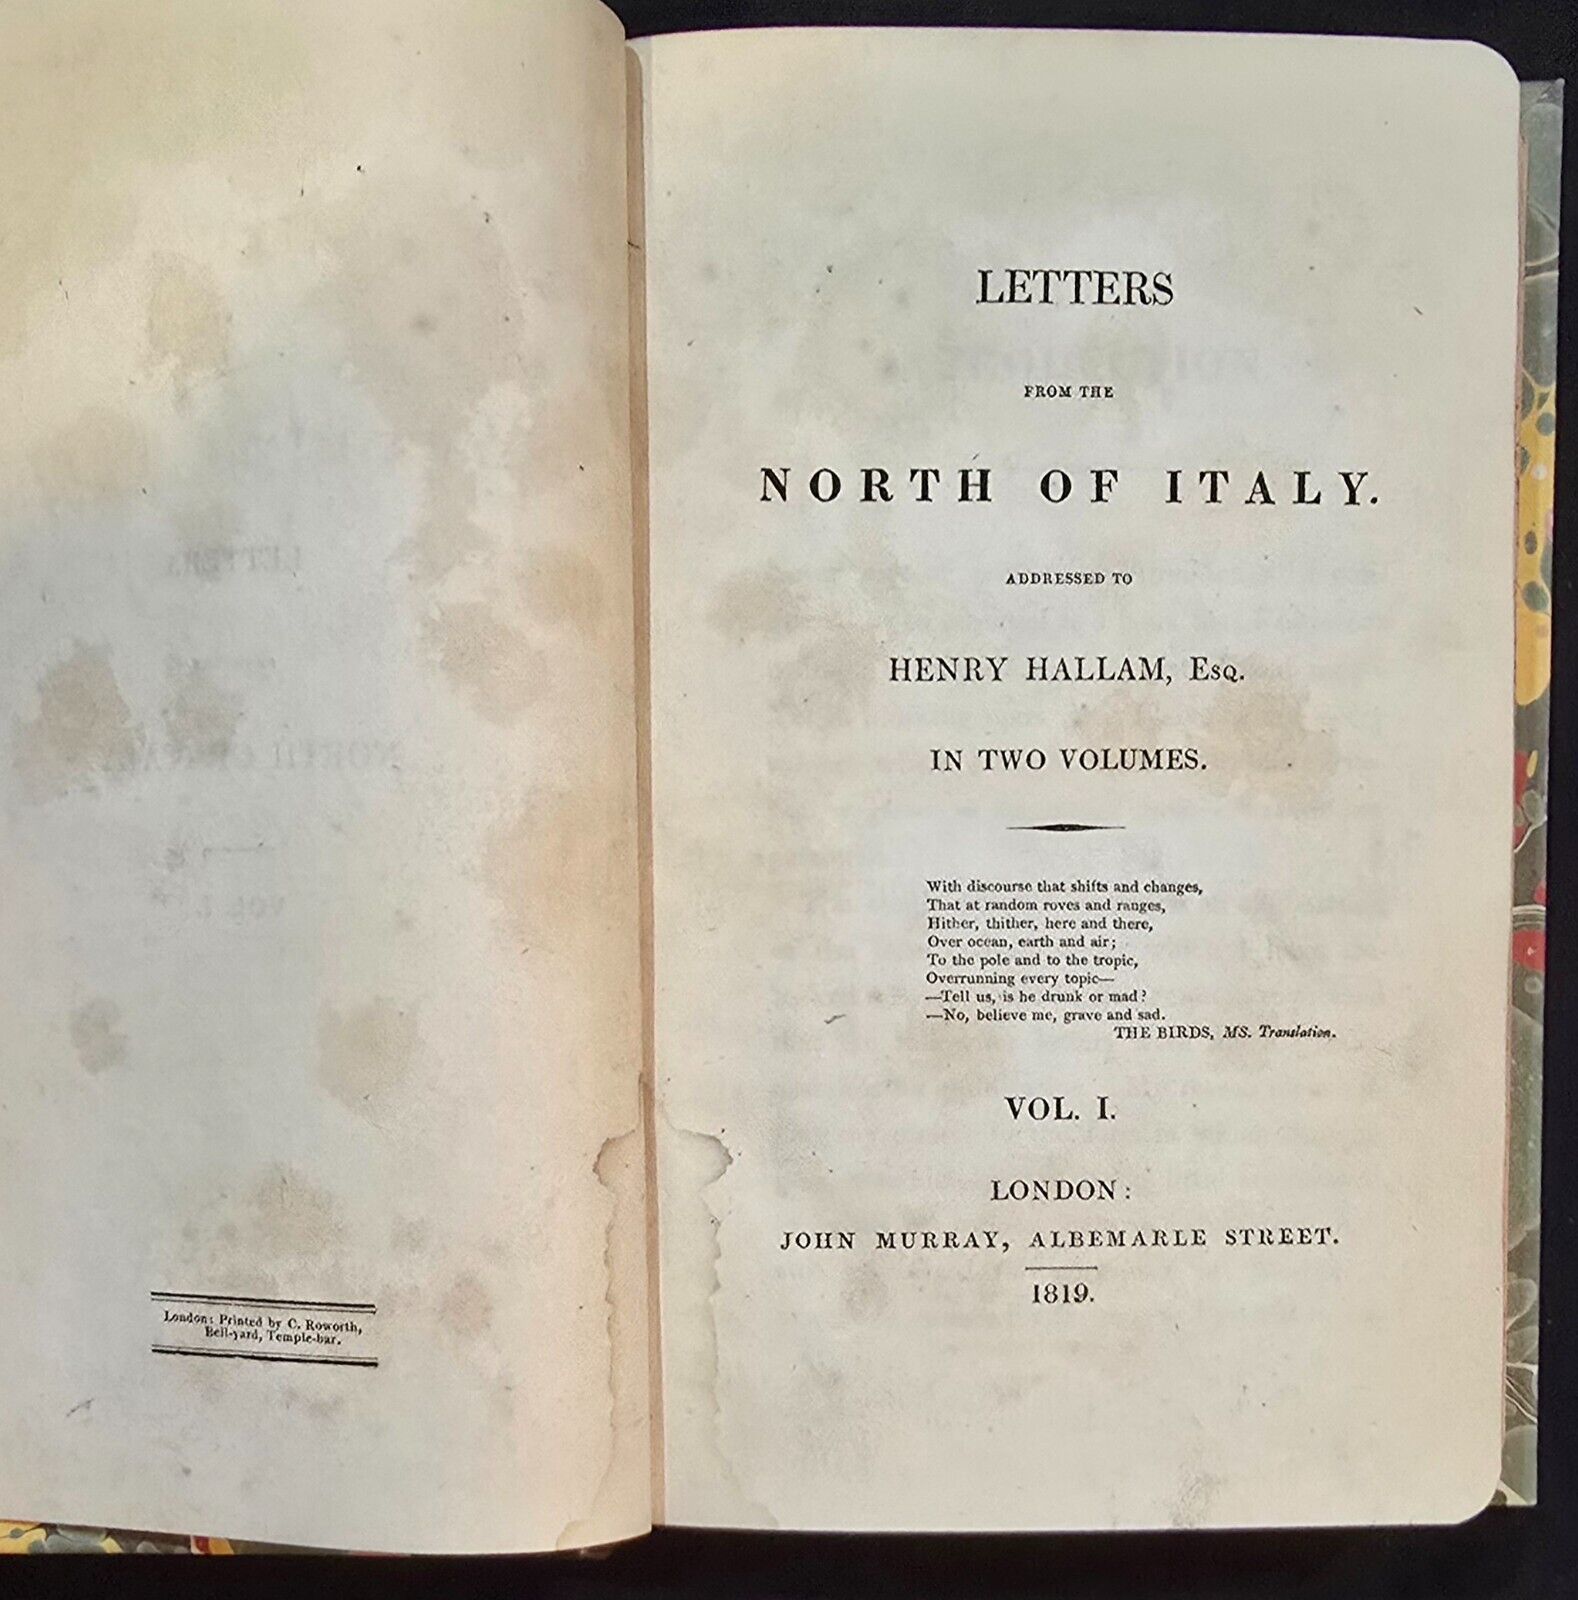 London: Printed by C. Roworth,
Bell-yard, Temple-bar.
LETTERS
FROM THE
NORTH OF ITALY.
ADDRESSED TO
HENRY HALLAM, ESQ.
IN TWO VOLUMES.
With discourse that shifts and changes,
That at random roves and ranges,
Hither, thither, here and there,
Over ocean, earth and air;
To the pole and to the tropic,
Overrunning every topic—
—Tell us, is he drunk or mad?
—No, believe me, grave and sad.
THE BIRDS, MS. Translation.
VOL. I.
LONDON:
JOHN MURRAY, ALBEMARLE STREET.
1819.